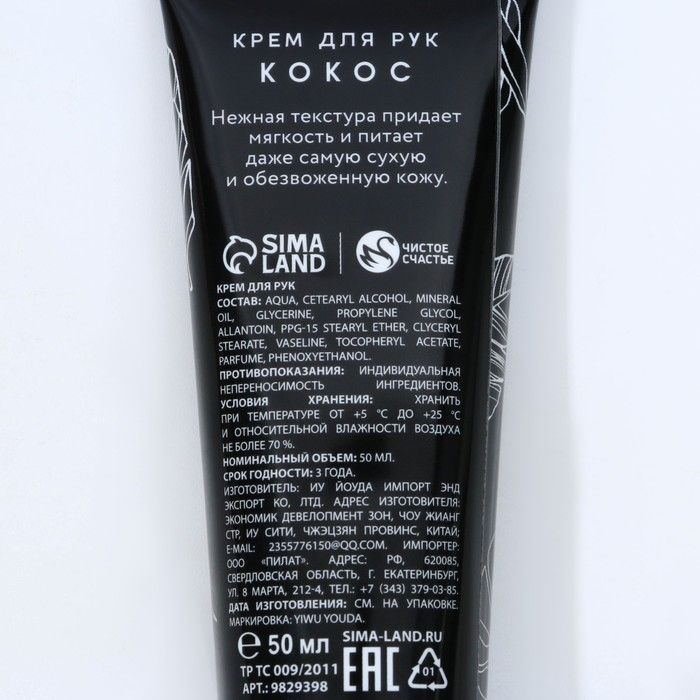 КРЕМ ДЛЯ РУК
КОКОС
Нежная текстура придает
мягкость и питает
даже самую сухую
и обезвоженную кожу.
SIMA LAND
ЧИСТОЕ СЧАСТЬЕ
КРЕМ ДЛЯ РУК
СОСТАВ: AQUA, CETEARYL ALCOHOL, MINERAL
OIL, GLYCERINE, PROPYLENE GLYCOL,
ALLANTOIN, PPG-15 STEARYL ETHER, CLYCERYL
STEARATE, VASELINE, TOCOPHERYL ACETATE,
PARFUME, PHENOXYETHANOL.
ПРОТИВОПОКАЗАНИЯ: ИНДИВИДУАЛЬНАЯ
НЕПЕРЕНОСИМОСТЬ ИНГРЕДИЕНТОВ.
УСЛОВИЯ ХРАНЕНИЯ: ХРАНИТЬ
ПРИ ТЕМПЕРАТУРЕ ОТ +5 °С ДО +25 °С
И ОТНОСИТЕЛЬНОЙ ВЛАЖНОСТИ ВОЗДУХА
НЕ БОЛЕЕ 70 %.
НОМИНАЛЬНЫЙ ОБЪЕМ: 50 МЛ.
СРОК ГОДНОСТИ: 3 ГОДА.
ИЗГОТОВИТЕЛЬ: ИУ ЙОУДА ИМПОРТ ЭНД
ЭКСПОРТ КО, ЛТД. АДРЕС ИЗГОТОВИТЕЛЯ:
ЭКОНОМИК ДЕВЕЛОПМЕНТ ЗОН, ЧОУ ЖИАНГ
СТР, ИУ СИТИ, ЧЖЭЦЗЯН ПРОВИНС, КИТАЙ;
E-MAIL: 2355776150@QQ.COM. ИМПОРТЕР:
ООО «ПИЛАТ». АДРЕС: РФ, 620085,
СВЕРДЛОВСКАЯ ОБЛАСТЬ, Г. ЕКАТЕРИНБУРГ,
УЛ. 8 МАРТА, 212-4, ТЕЛ.: +7 (343) 379-03-85.
ДАТА ИЗГОТОВЛЕНИЯ: СМ. НА УПАКОВКЕ.
МАРКИРОВКА: YIWU YOUDA.
℮ 50 МЛ SIMA-LAND.RU
ТР ТС 009/2011 ЕАС 01
АРТ.: 9829398